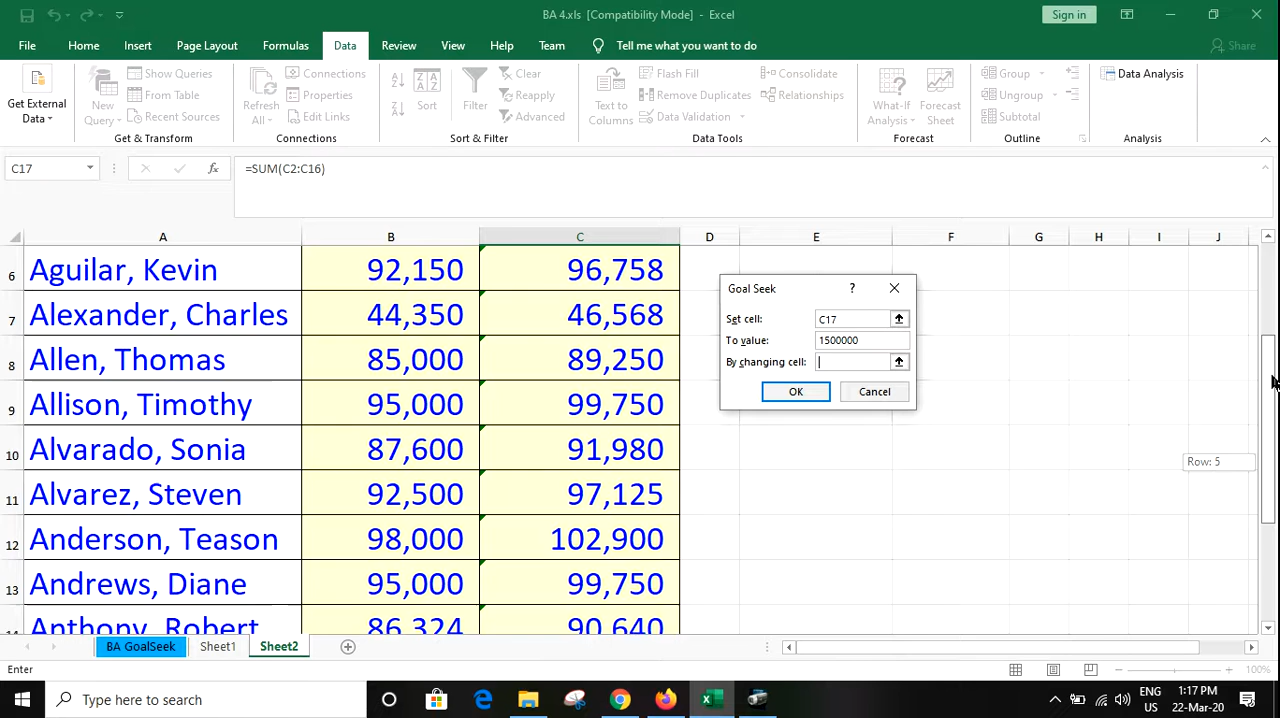 BA 4.xls [Compatibility Mode] - Excel
Sign in
File Home Insert Page Layout Formulas Data Review View Help Team Tell me what you want to do Share
Get External Data
New Query
Show Queries
From Table
Recent Sources
Get & Transform
Refresh All
Connections
Properties
Edit Links
Connections
Sort
Filter
Clear
Reapply
Advanced
Sort & Filter
Text to Columns
Flash Fill
Remove Duplicates
Data Validation
Consolidate
Relationships
Data Tools
What-If Analysis
Forecast Sheet
Forecast
Group
Ungroup
Subtotal
Outline
Data Analysis
Analysis
C17 fx =SUM(C2:C16)
A B C D E F G H I J
6 Aguilar, Kevin 92,150 96,758
7 Alexander, Charles 44,350 46,568
8 Allen, Thomas 85,000 89,250
9 Allison, Timothy 95,000 99,750
10 Alvarado, Sonia 87,600 91,980
11 Alvarez, Steven 92,500 97,125
12 Anderson, Teason 98,000 102,900
13 Andrews, Diane 95,000 99,750
14 Anthony, Robert 86,324 90,640
Goal Seek ?
Set cell: C17
To value: 1500000
By changing cell:
OK Cancel
Row: 5
BA GoalSeek Sheet1 Sheet2
Enter
100%
Type here to search
ENG
US
1:17 PM
22-Mar-20